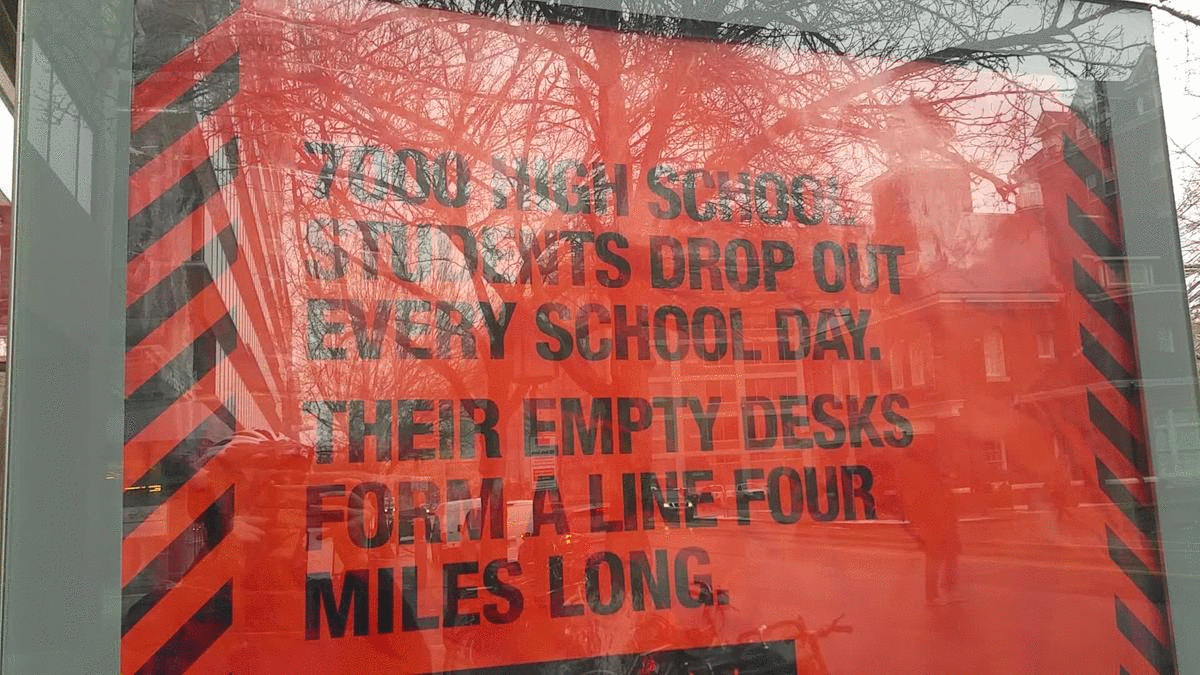 7000 HIGH SCHOOL
STUDENTS DROP OUT
EVERY SCHOOL DAY.
THEIR EMPTY DESKS
FORM A LINE FOUR
MILES LONG.